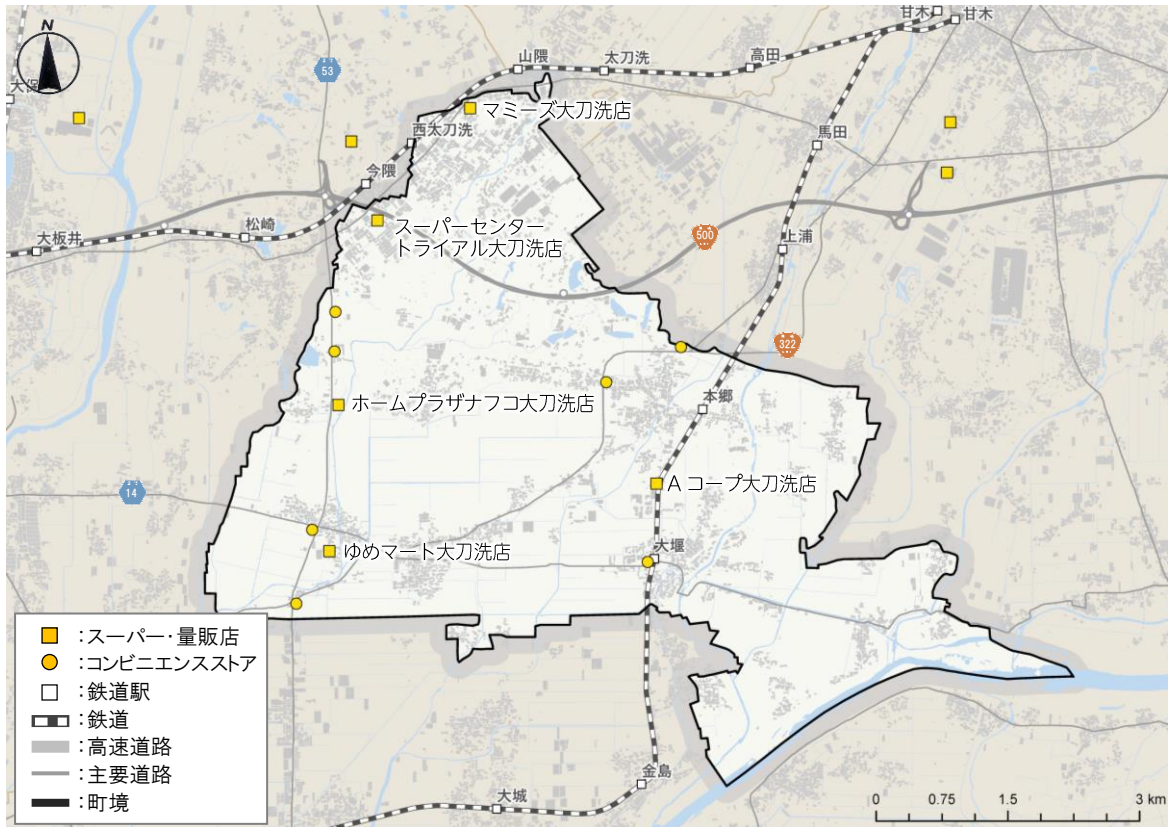 N
甘木
甘木
山隈
太刀洗
高田
53
大保
マミーズ大刀洗店
西太刀洗
馬田
今隈
松崎
大板井
スーパーセンター
トライアル大刀洗店
500
上浦
322
ホームプラザナフコ大刀洗店
本郷
Aコープ大刀洗店
14
ゆめマート大刀洗店
大堰
:スーパー・量販店
:コンビニエンスストア
:鉄道駅
:鉄道
:高速道路
:主要道路
:町境
金島
大城
0 0.75 1.5 3 km